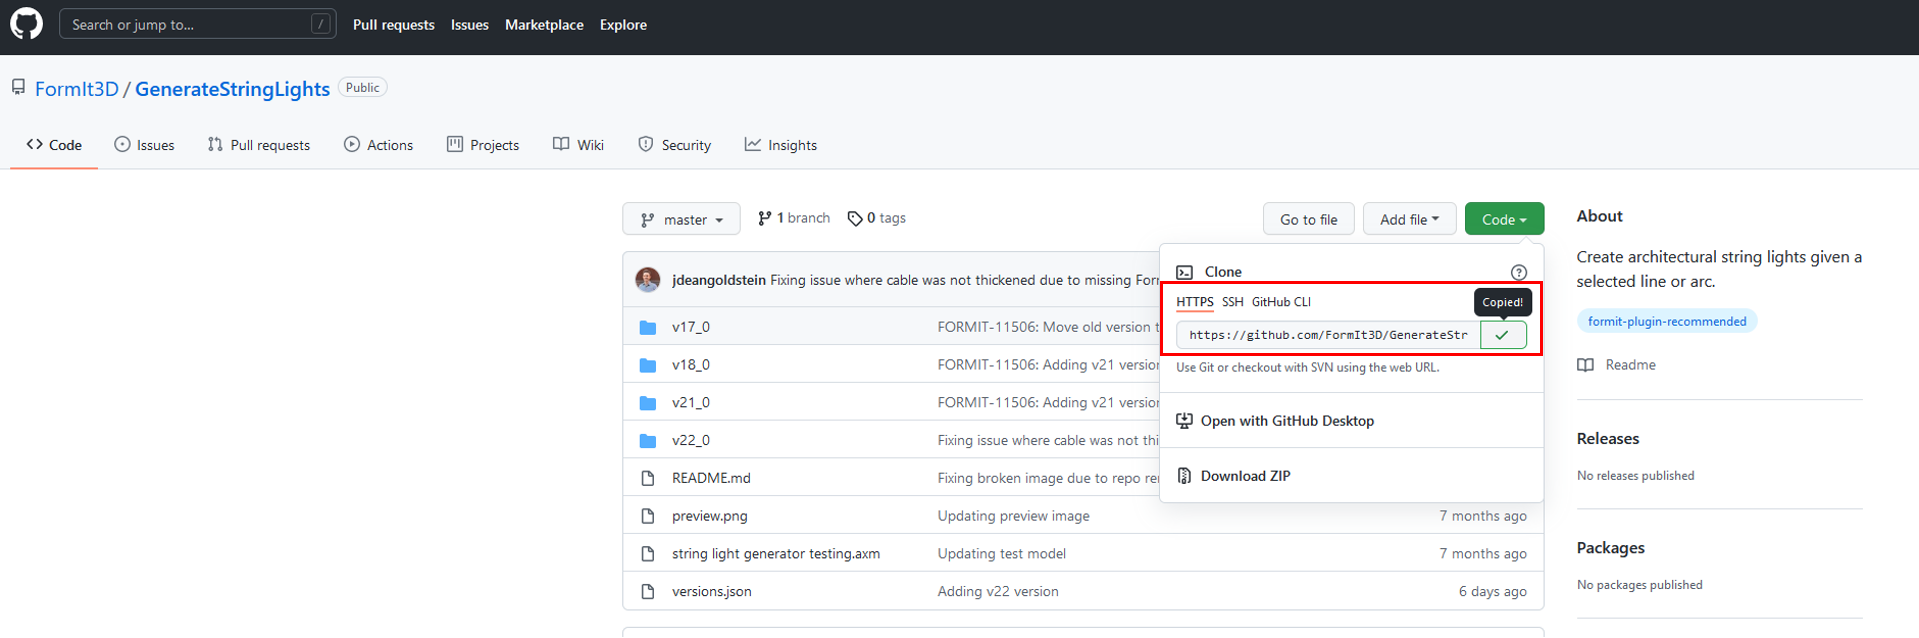 Search or jump to... /
Pull requests Issues Marketplace Explore
FormIt3D / GenerateStringLights Public
Code Issues Pull requests Actions Projects Wiki Security Insights
master 1 branch 0 tags Go to file Add file Code
jdeangoldstein Fixing issue where cable was not thickened due to missing
v17_0 FORMIT-11506: Move old version
v18_0 FORMIT-11506: Adding v21
v21_0 FORMIT-11506: Adding v21
v22_0 Fixing issue where cable was not
README.md Fixing broken image due to repo
preview.png Updating preview image 7 months ago
string light generator testing.axm Updating test model 7 months ago
versions.json Adding v22 version 6 days ago
Clone ?
HTTPS SSH GitHub CLI Copied!
https://github.com/FormIt3D/GenerateStr
Use Git or checkout with SVN using the web URL.
Open with GitHub Desktop
Download ZIP
About
Create architectural string lights given a
selected line or arc.
formit-plugin-recommended
Readme
Releases
No releases published
Packages
No packages published